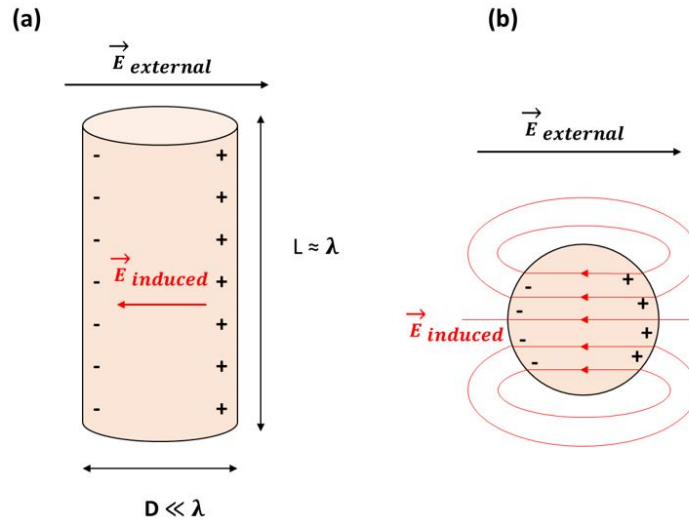 (a)
E external
- +
- +
- +
E induced
- +
- +
- +
- +
L ≈ λ
D ≪ λ
(b)
E external
- +
- +
- +
- +
E induced